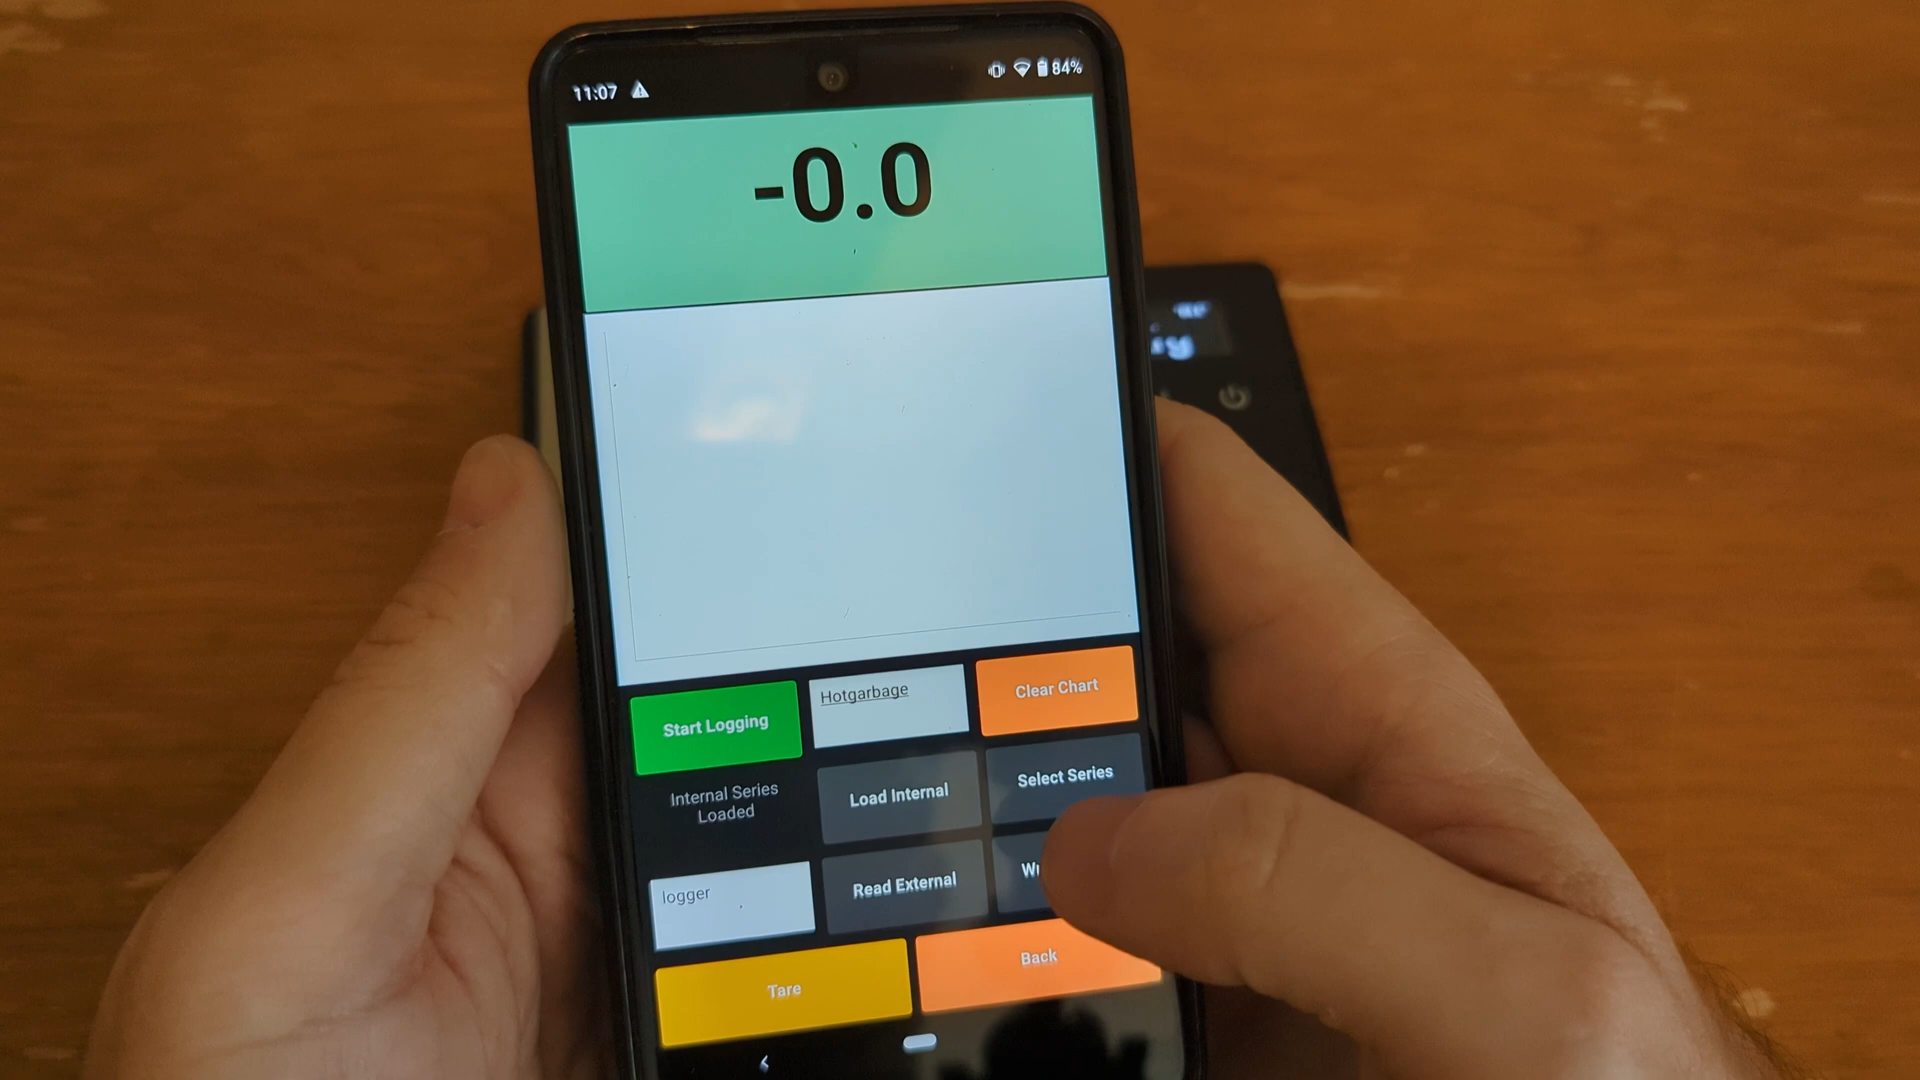 11:07
84%
-0.0
Start Logging
Hotgarbage
Clear Chart
Internal Series
Loaded
Load Internal
Select Series
logger
Read External
Tare
Back